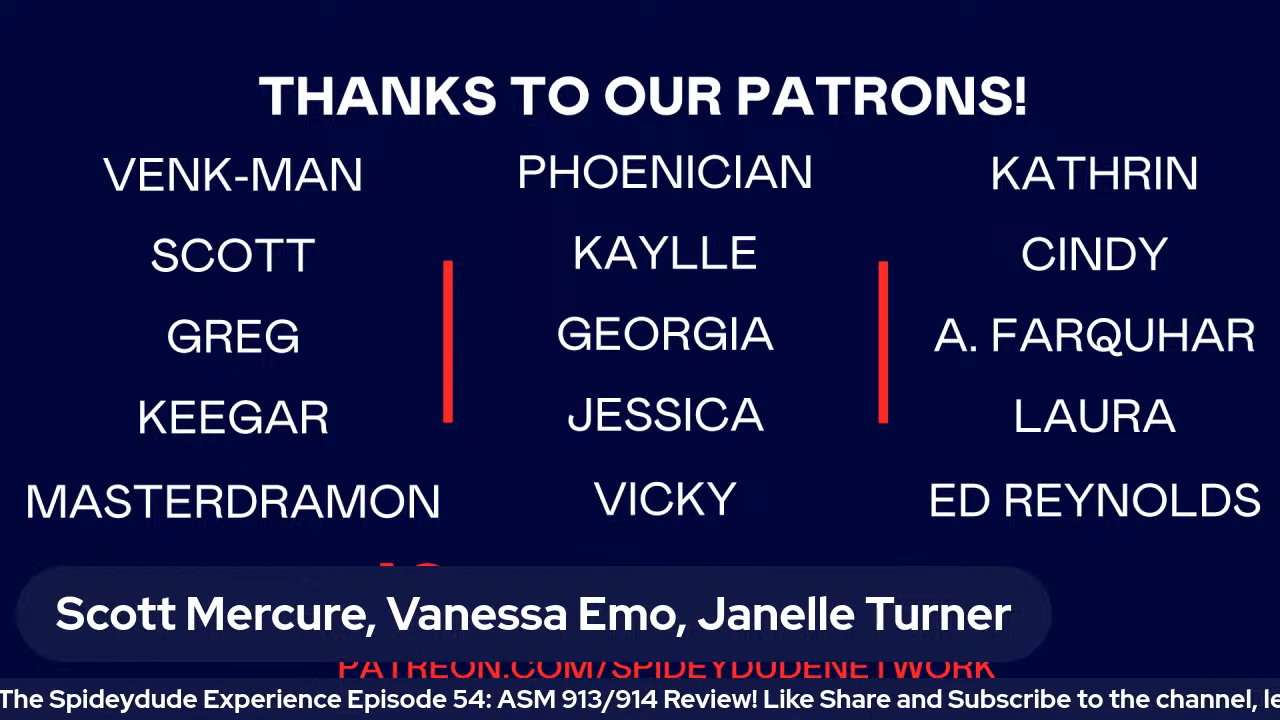 THANKS TO OUR PATRONS!
VENK-MAN
SCOTT
GREG
KEEGAR
MASTERDRAMON
PHOENICIAN
KAYLLE
GEORGIA
JESSICA
VICKY
KATHRIN
CINDY
A. FARQUHAR
LAURA
ED REYNOLDS
Scott Mercure, Vanessa Emo, Janelle Turner
PATREON.COM/SPIDEYDUDENETWORK
The Spideydude Experience Episode 54: ASM 913/914 Review! Like Share and Subscribe to the channel, le